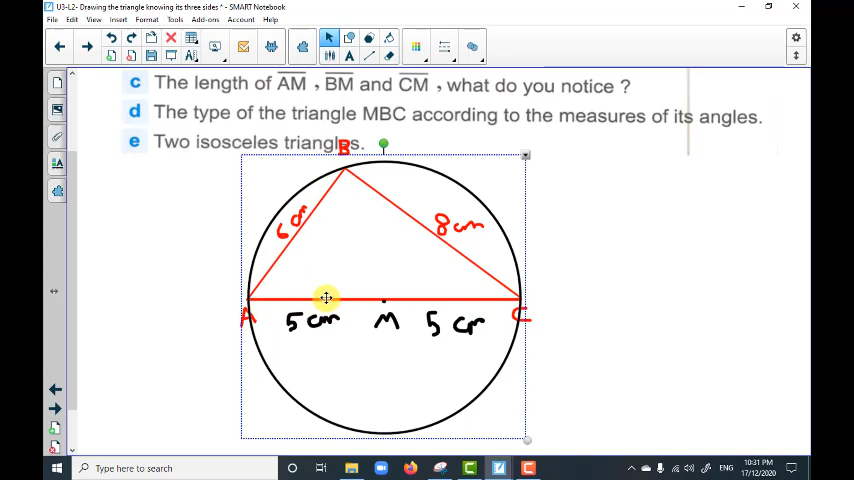 U3-L2- Drawing the triangle knowing its three sides * - SMART Notebook
File Edit View Insert Format Tools Add-ons Account Help
c The length of AM , BM and CM , what do you notice ?
d The type of the triangle MBC according to the measures of its angles.
e Two isosceles triangles.
B
6 cm
8 cm
A
C
5 cm
M
5 cm
Type here to search
ENG
10:31 PM
17/12/2020